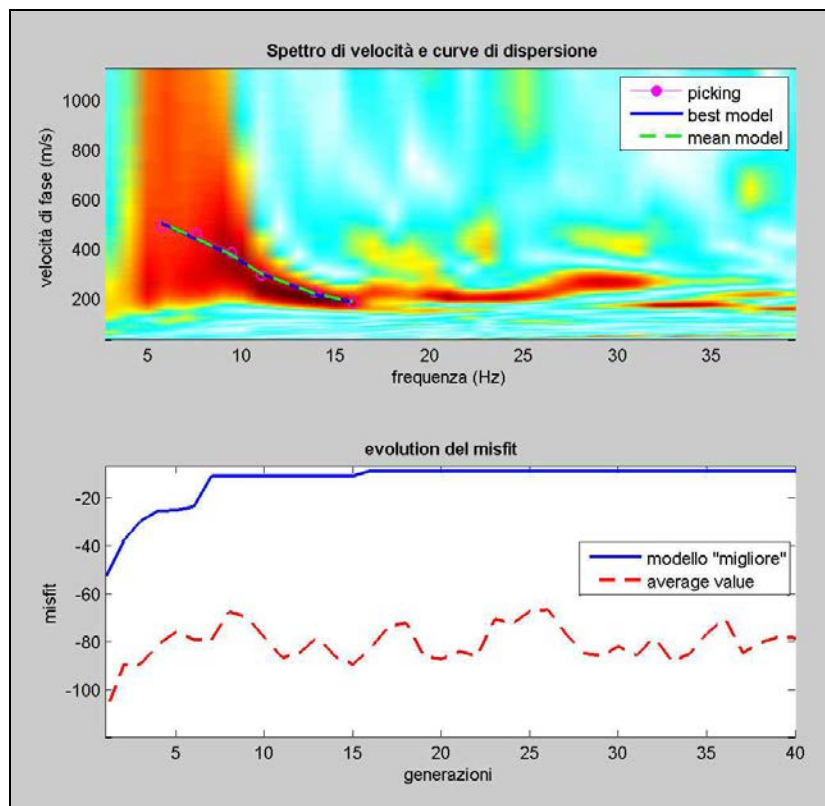 Spettro di velocità e curve di dispersione
1000
800
600
400
200
velocità di fase (m/s)
picking
best model
mean model
5 10 15 20 25 30 35
frequenza (Hz)
evolution del misfit
-20
-40
-60
-80
-100
misfit
modello "migliore"
average value
5 10 15 20 25 30 35 40
generazioni